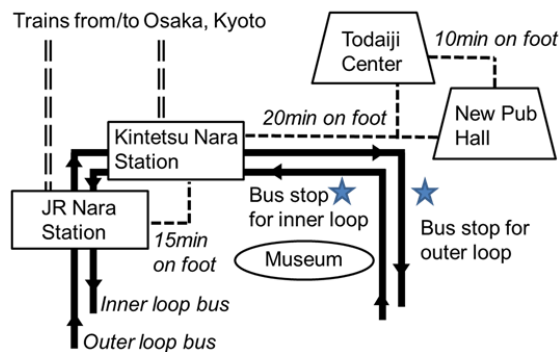 Trains from/to Osaka, Kyoto
Todaiji
Center
10min on foot
New Pub
Hall
20min on foot
Kintetsu Nara
Station
JR Nara
Station
15min
on foot
Bus stop
for inner loop
Bus stop for
outer loop
Museum
Inner loop bus
Outer loop bus